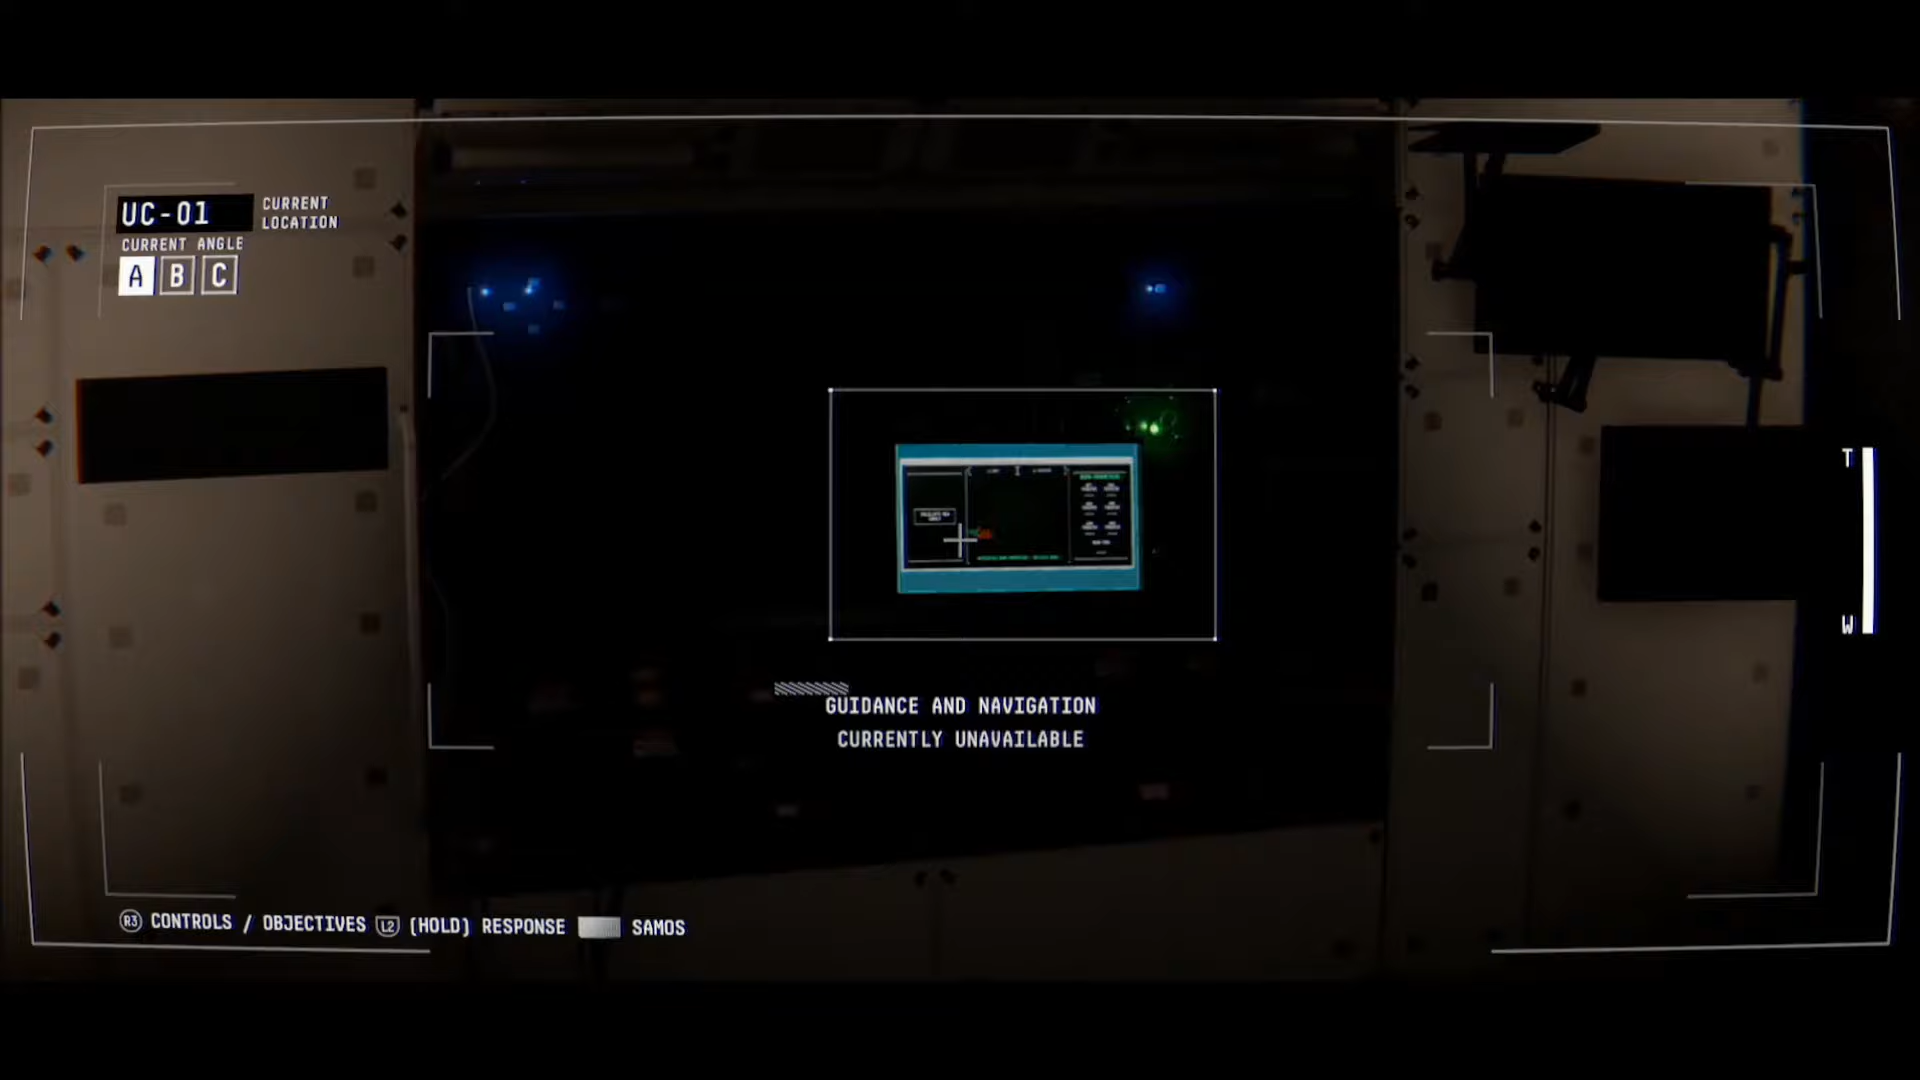 UC-01
CURRENT
LOCATION
CURRENT ANGLE
A B C
T
W
GUIDANCE AND NAVIGATION
CURRENTLY UNAVAILABLE
R3 CONTROLS / OBJECTIVES L2 (HOLD) RESPONSE SAMOS